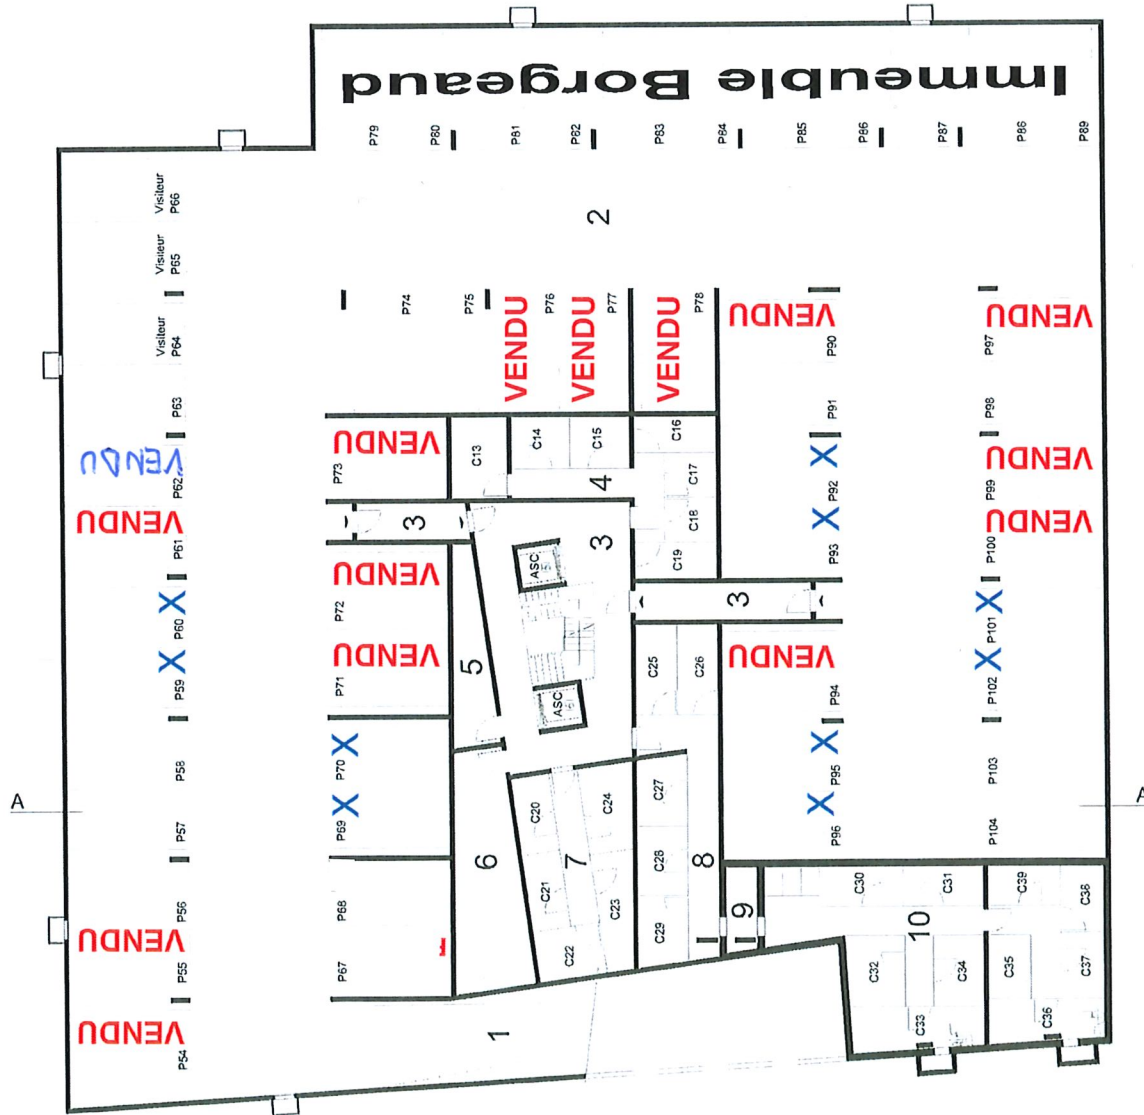 Immeuble Borgeaud
P79
P80
P81
P82
P83
P84
P85
P86
P87
P88
P89
Visiteur
P66
Visiteur
P65
Visiteur
P64
P63
VENDU
P62
VENDU
P61
X
P60
X
P59
P58
P57
P56
VENDU
P55
VENDU
P54
2
P74
P75
VENDU
P76
VENDU
P77
VENDU
P78
VENDU
P90
P91
X
P92
X
P93
VENDU
P97
P98
VENDU
P99
VENDU
P100
X
P101
X
P102
P103
P104
P73
VENDU
3
P72
VENDU
P71
VENDU
P70
X
P69
X
P68
P67
C13
C14
C15
C16
4
C17
C18
C19
3
ASC
ASC
5
3
C25
C26
VENDU
P94
X
P95
X
P96
6
C20
C24
7
C21
C23
C22
C27
C28
C29
8
9
C30
C31
10
C32
C34
C33
C39
C38
C35
C37
C36
1
A
A